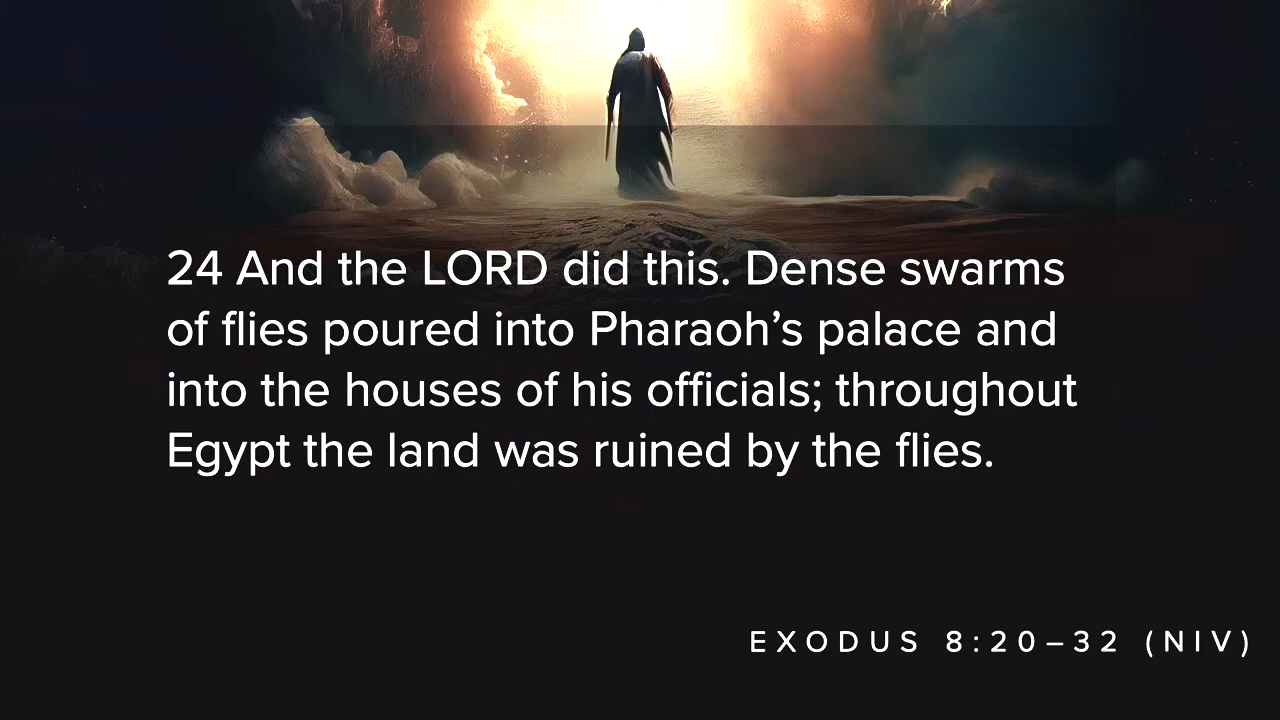 24 And the LORD did this. Dense swarms
of flies poured into Pharaoh’s palace and
into the houses of his officials; throughout
Egypt the land was ruined by the flies.
EXODUS 8:20–32 (NIV)